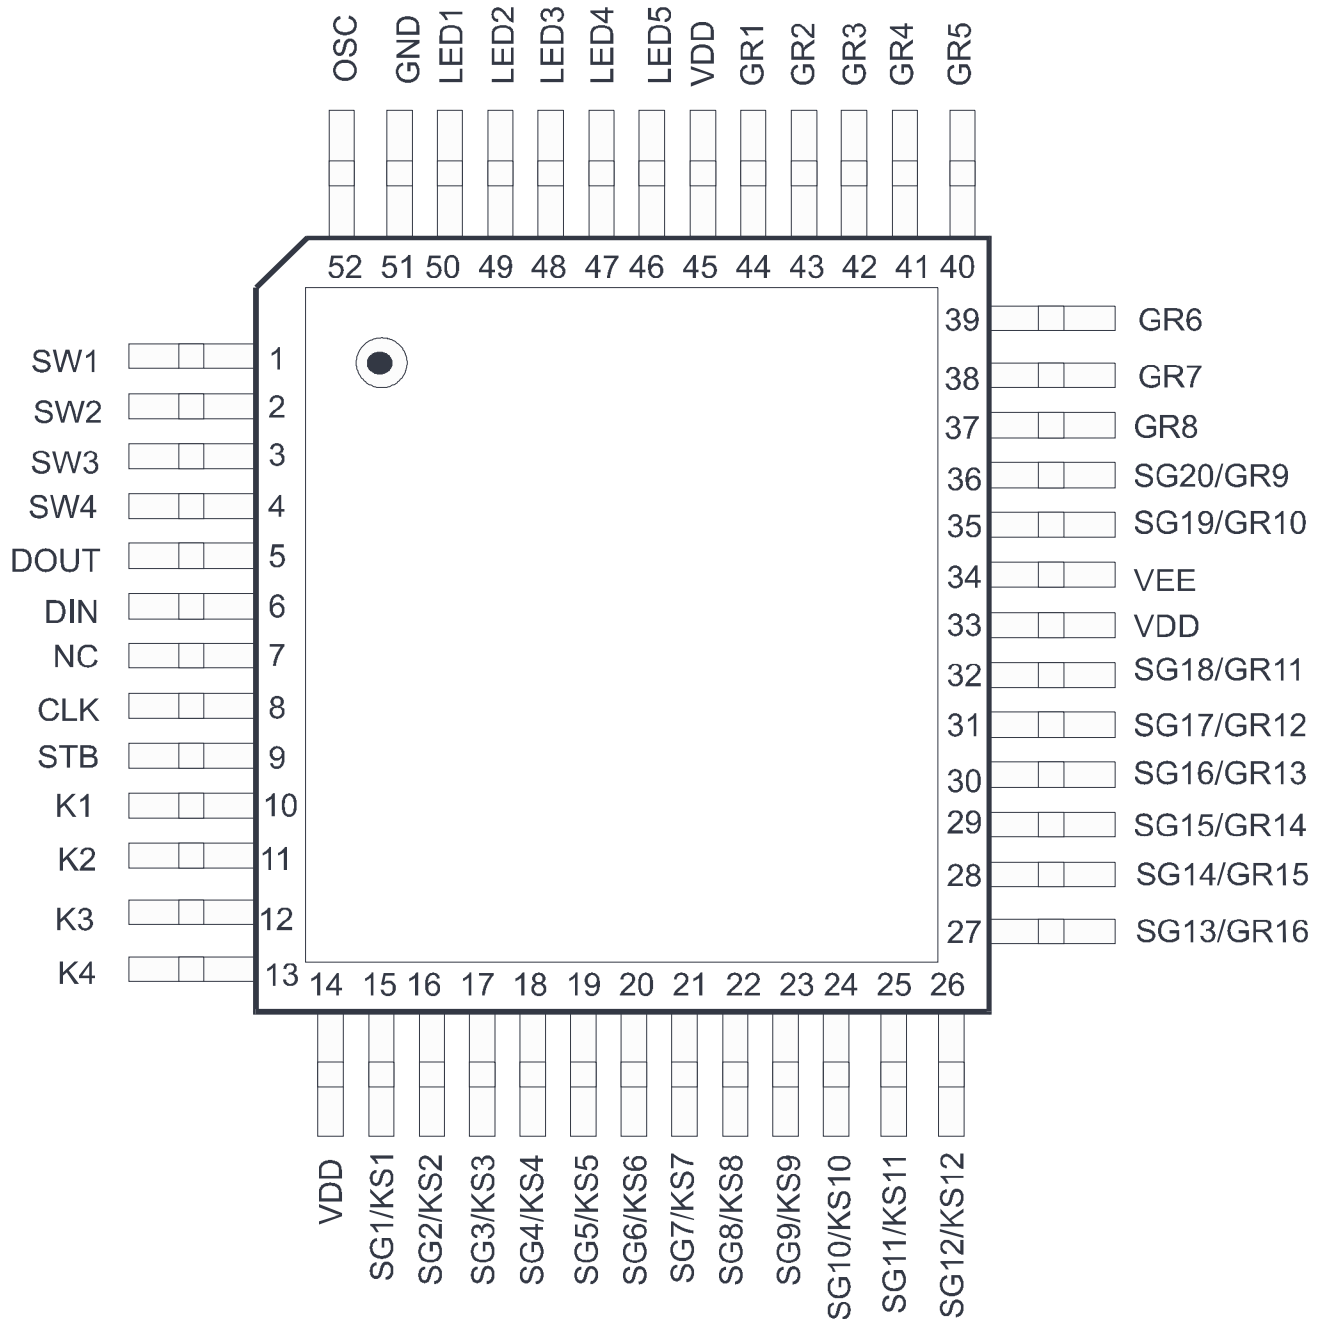 OSC GND LED1 LED2 LED3 LED4 LED5 VDD GR1 GR2 GR3 GR4 GR5
52 51 50 49 48 47 46 45 44 43 42 41 40
SW1 1
SW2 2
SW3 3
SW4 4
DOUT 5
DIN 6
NC 7
CLK 8
STB 9
K1 10
K2 11
K3 12
K4 13
39 GR6
38 GR7
37 GR8
36 SG20/GR9
35 SG19/GR10
34 VEE
33 VDD
32 SG18/GR11
31 SG17/GR12
30 SG16/GR13
29 SG15/GR14
28 SG14/GR15
27 SG13/GR16
14 15 16 17 18 19 20 21 22 23 24 25 26
VDD SG1/KS1 SG2/KS2 SG3/KS3 SG4/KS4 SG5/KS5 SG6/KS6 SG7/KS7 SG8/KS8 SG9/KS9 SG10/KS10 SG11/KS11 SG12/KS12